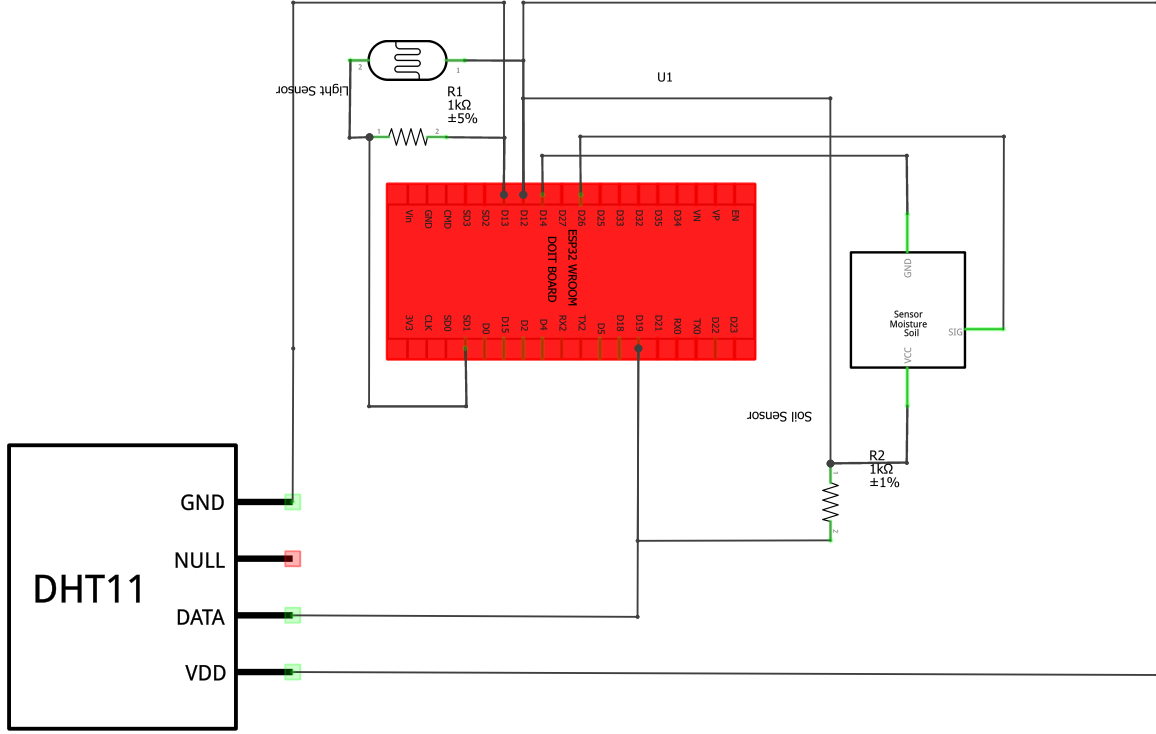 U1
2
1
Light Sensor
R1
1kΩ
±5%
1
2
Vin
GND
CMD
SD3
SD2
D13
D12
D14
D27
D26
D25
D33
D32
D35
D34
VN
VP
EN
ESP32 WROOM
DOIT BOARD
3V3
CLK
SD0
SD1
D0
D15
D2
D4
RX2
TX2
D5
D18
D19
D21
RX0
TX0
D22
D23
GND
Sensor
Moisture
Soil
SIG
VCC
Soil Sensor
R2
1kΩ
±1%
1
2
GND
NULL
DHT11
DATA
VDD